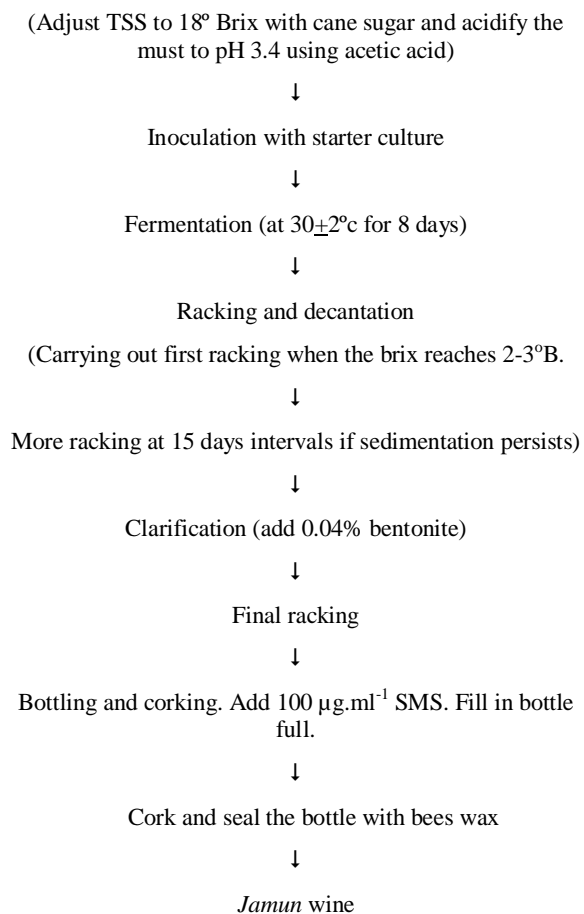 (Adjust TSS to 18º Brix with cane sugar and acidify the
must to pH 3.4 using acetic acid)
↓
Inoculation with starter culture
↓
Fermentation (at 30±2ºc for 8 days)
↓
Racking and decantation
(Carrying out first racking when the brix reaches 2-3ºB.
↓
More racking at 15 days intervals if sedimentation persists)
↓
Clarification (add 0.04% bentonite)
↓
Final racking
↓
Bottling and corking. Add 100 µg.ml⁻¹ SMS. Fill in bottle
full.
↓
Cork and seal the bottle with bees wax
↓
Jamun wine